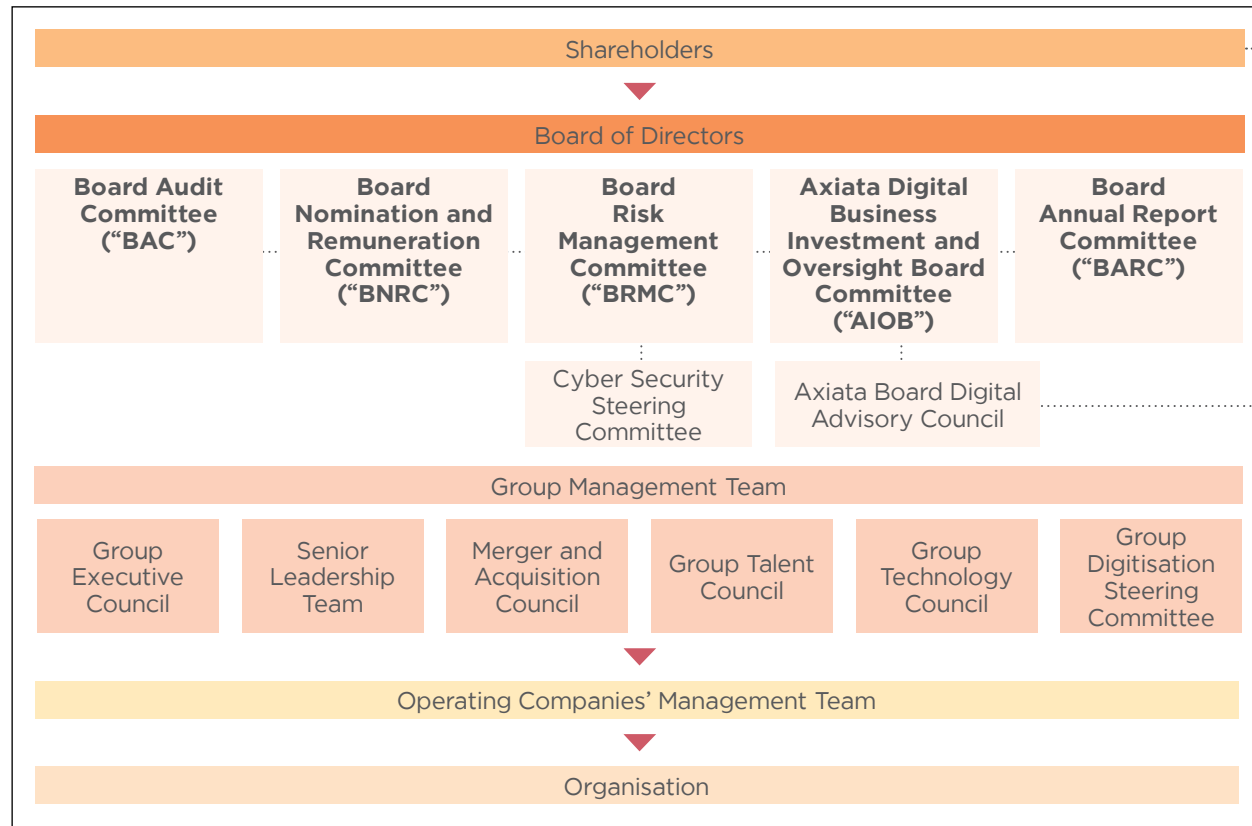 Shareholders
Board of Directors
Board Audit
Committee
(“BAC”)
Board
Nomination and
Remuneration
Committee
(“BNRC”)
Board
Risk
Management
Committee
(“BRMC”)
Axiata Digital
Business
Investment and
Oversight Board
Committee
(“AIOB”)
Board
Annual Report
Committee
(“BARC”)
Cyber Security
Steering
Committee
Axiata Board Digital
Advisory Council
Group Management Team
Group
Executive
Council
Senior
Leadership
Team
Merger and
Acquisition
Council
Group Talent
Council
Group
Technology
Council
Group
Digitisation
Steering
Committee
Operating Companies’ Management Team
Organisation